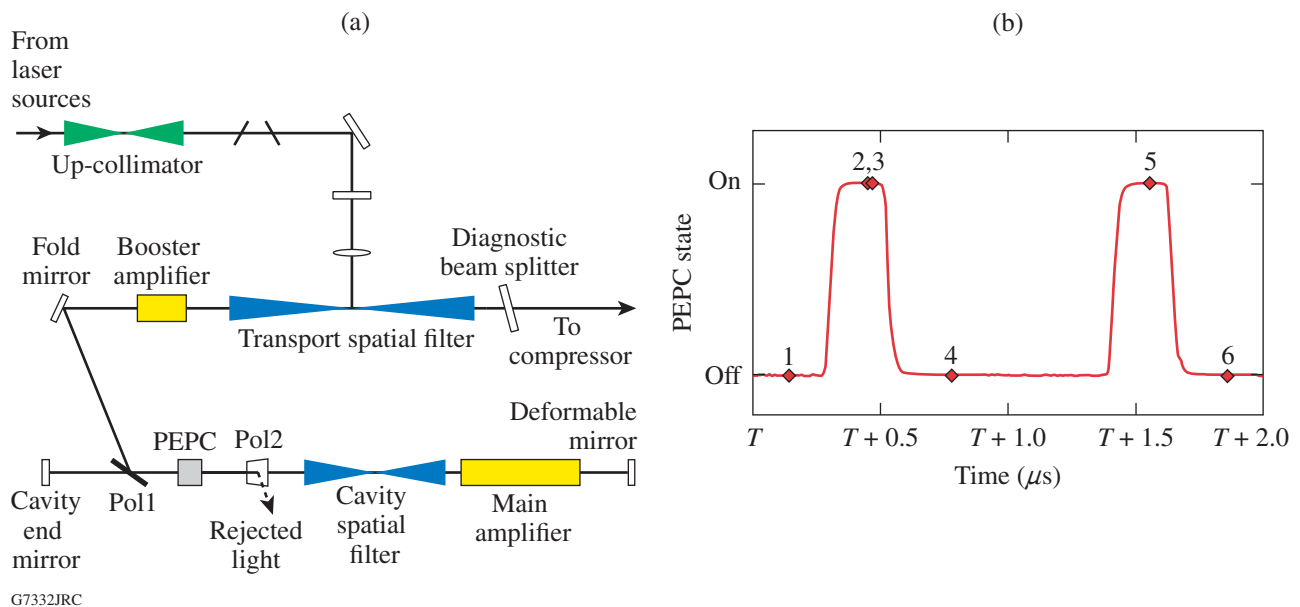 (a)
From
laser
sources
Up-collimator
Fold
mirror
Booster
amplifier
Diagnostic
beam splitter
Transport spatial filter
To
compressor
Deformable
mirror
PEPC
Pol2
Cavity
end
mirror
Pol1
Rejected
light
Cavity
spatial
filter
Main
amplifier
G7332JRC
(b)
PEPC state
On
Off
1
2,3
4
5
6
T
T + 0.5
T + 1.0
T + 1.5
T + 2.0
Time (μs)